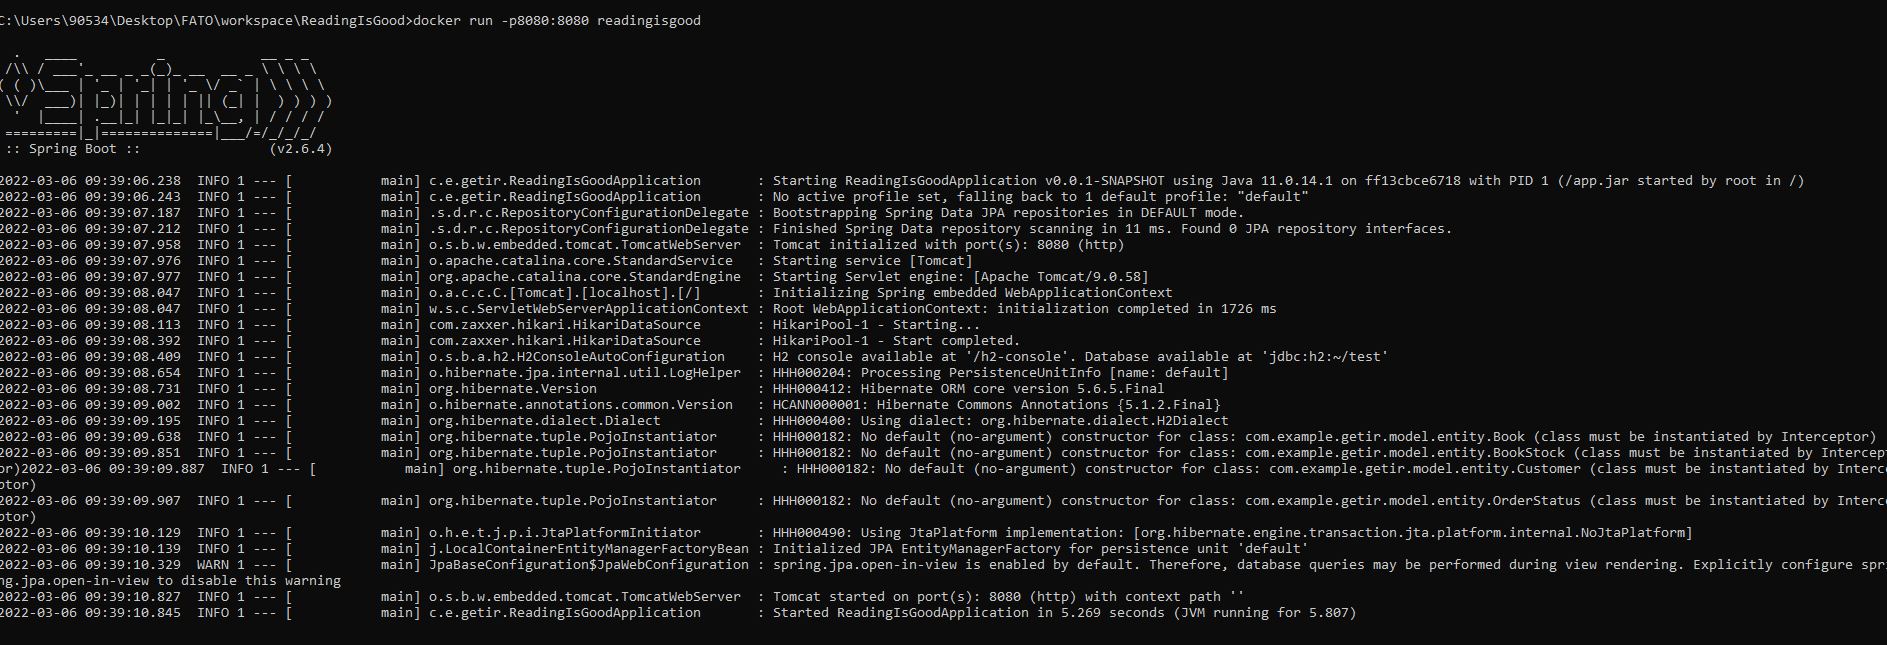 C:\Users\90534\Desktop\FATO\workspace\ReadingIsGood>docker run -p8080:8080 readingisgood
  .   ____          _            __ _ _
 /\\ / ___'_ __ _ _(_)_ __  __ _ \ \ \ \
( ( )\___ | '_ | '_| | '_ \/ _` | \ \ \ \
 \\/  ___)| |_)| | | | | || (_| |  ) ) ) )
  '  |____| .__|_| |_|_| |_\__, | / / / /
 =========|_|==============|___/=/_/_/_/
 :: Spring Boot ::                (v2.6.4)
2022-03-06 09:39:06.238  INFO 1 --- [           main] c.e.getir.ReadingIsGoodApplication       : Starting ReadingIsGoodApplication v0.0.1-SNAPSHOT using Java 11.0.14.1 on ff13cbce6718 with PID 1 (/app.jar started by root in /)
2022-03-06 09:39:06.243  INFO 1 --- [           main] c.e.getir.ReadingIsGoodApplication       : No active profile set, falling back to 1 default profile: "default"
2022-03-06 09:39:07.187  INFO 1 --- [           main] .s.d.r.c.RepositoryConfigurationDelegate : Bootstrapping Spring Data JPA repositories in DEFAULT mode.
2022-03-06 09:39:07.212  INFO 1 --- [           main] .s.d.r.c.RepositoryConfigurationDelegate : Finished Spring Data repository scanning in 11 ms. Found 0 JPA repository interfaces.
2022-03-06 09:39:07.958  INFO 1 --- [           main] o.s.b.w.embedded.tomcat.TomcatWebServer  : Tomcat initialized with port(s): 8080 (http)
2022-03-06 09:39:07.976  INFO 1 --- [           main] o.apache.catalina.core.StandardService   : Starting service [Tomcat]
2022-03-06 09:39:07.977  INFO 1 --- [           main] org.apache.catalina.core.StandardEngine  : Starting Servlet engine: [Apache Tomcat/9.0.58]
2022-03-06 09:39:08.047  INFO 1 --- [           main] o.a.c.c.C.[Tomcat].[localhost].[/]       : Initializing Spring embedded WebApplicationContext
2022-03-06 09:39:08.047  INFO 1 --- [           main] w.s.c.ServletWebServerApplicationContext : Root WebApplicationContext: initialization completed in 1726 ms
2022-03-06 09:39:08.113  INFO 1 --- [           main] com.zaxxer.hikari.HikariDataSource       : HikariPool-1 - Starting...
2022-03-06 09:39:08.392  INFO 1 --- [           main] com.zaxxer.hikari.HikariDataSource       : HikariPool-1 - Start completed.
2022-03-06 09:39:08.409  INFO 1 --- [           main] o.s.b.a.h2.H2ConsoleAutoConfiguration    : H2 console available at '/h2-console'. Database available at 'jdbc:h2:~/test'
2022-03-06 09:39:08.654  INFO 1 --- [           main] o.hibernate.jpa.internal.util.LogHelper  : HHH000204: Processing PersistenceUnitInfo [name: default]
2022-03-06 09:39:08.731  INFO 1 --- [           main] org.hibernate.Version                    : HHH000412: Hibernate ORM core version 5.6.5.Final
2022-03-06 09:39:09.002  INFO 1 --- [           main] o.hibernate.annotations.common.Version   : HCANN000001: Hibernate Commons Annotations {5.1.2.Final}
2022-03-06 09:39:09.195  INFO 1 --- [           main] org.hibernate.dialect.Dialect            : HHH000400: Using dialect: org.hibernate.dialect.H2Dialect
2022-03-06 09:39:09.638  INFO 1 --- [           main] org.hibernate.tuple.PojoInstantiator     : HHH000182: No default (no-argument) constructor for class: com.example.getir.model.entity.Book (class must be instantiated by Interceptor)
2022-03-06 09:39:09.851  INFO 1 --- [           main] org.hibernate.tuple.PojoInstantiator     : HHH000182: No default (no-argument) constructor for class: com.example.getir.model.entity.BookStock (class must be instantiated by Intercept
or)2022-03-06 09:39:09.887  INFO 1 --- [           main] org.hibernate.tuple.PojoInstantiator     : HHH000182: No default (no-argument) constructor for class: com.example.getir.model.entity.Customer (class must be instantiated by Interce
ptor)
2022-03-06 09:39:09.907  INFO 1 --- [           main] org.hibernate.tuple.PojoInstantiator     : HHH000182: No default (no-argument) constructor for class: com.example.getir.model.entity.OrderStatus (class must be instantiated by Interce
ptor)
2022-03-06 09:39:10.129  INFO 1 --- [           main] o.h.e.t.j.p.i.JtaPlatformInitiator       : HHH000490: Using JtaPlatform implementation: [org.hibernate.engine.transaction.jta.platform.internal.NoJtaPlatform]
2022-03-06 09:39:10.139  INFO 1 --- [           main] j.LocalContainerEntityManagerFactoryBean : Initialized JPA EntityManagerFactory for persistence unit 'default'
2022-03-06 09:39:10.329  WARN 1 --- [           main] JpaBaseConfiguration$JpaWebConfiguration : spring.jpa.open-in-view is enabled by default. Therefore, database queries may be performed during view rendering. Explicitly configure spri
ng.jpa.open-in-view to disable this warning
2022-03-06 09:39:10.827  INFO 1 --- [           main] o.s.b.w.embedded.tomcat.TomcatWebServer  : Tomcat started on port(s): 8080 (http) with context path ''
2022-03-06 09:39:10.845  INFO 1 --- [           main] c.e.getir.ReadingIsGoodApplication       : Started ReadingIsGoodApplication in 5.269 seconds (JVM running for 5.807)